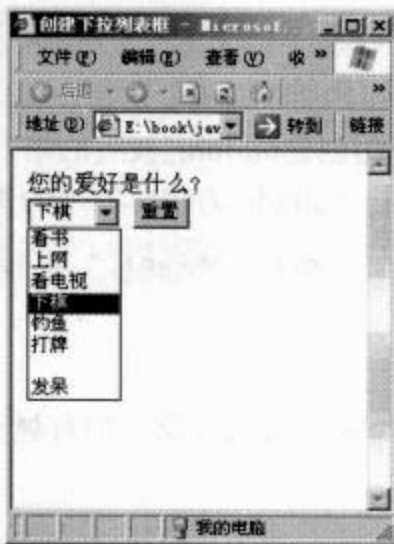 创建下拉列表框 - Microsof
文件(F) 编辑(E) 查看(V) 收 »
后退 »
地址(D) E:\book\jav 转到 链接
您的爱好是什么?
下棋 重置
看书
上网
看电视
下棋
钓鱼
打牌
发呆
我的电脑